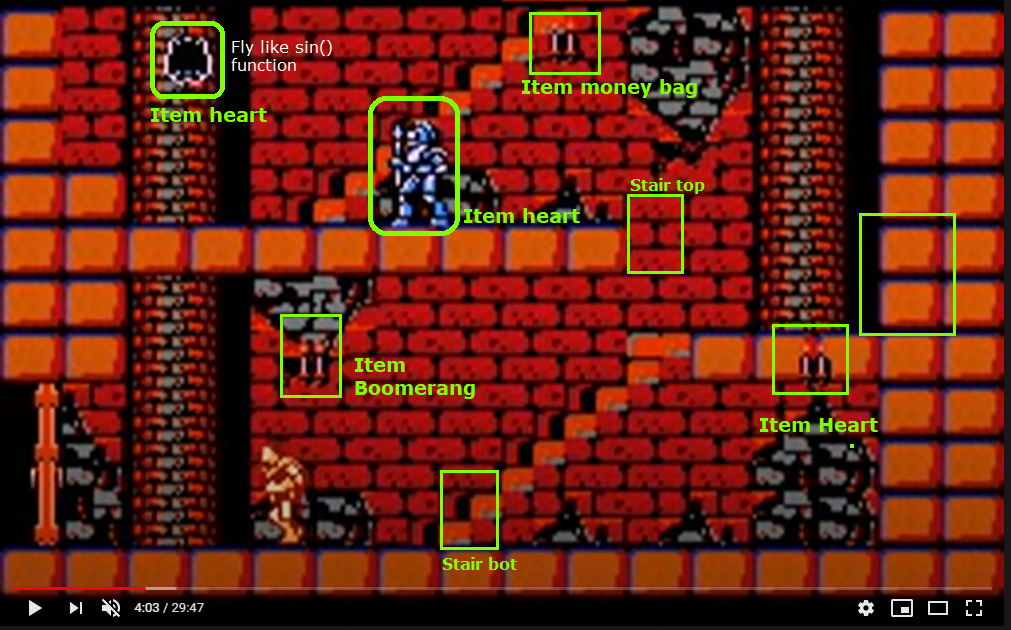 Fly like sin()
function
Item heart
Item money bag
Stair top
Item heart
Item
Boomerang
Item Heart
Stair bot
4:03 / 29:47